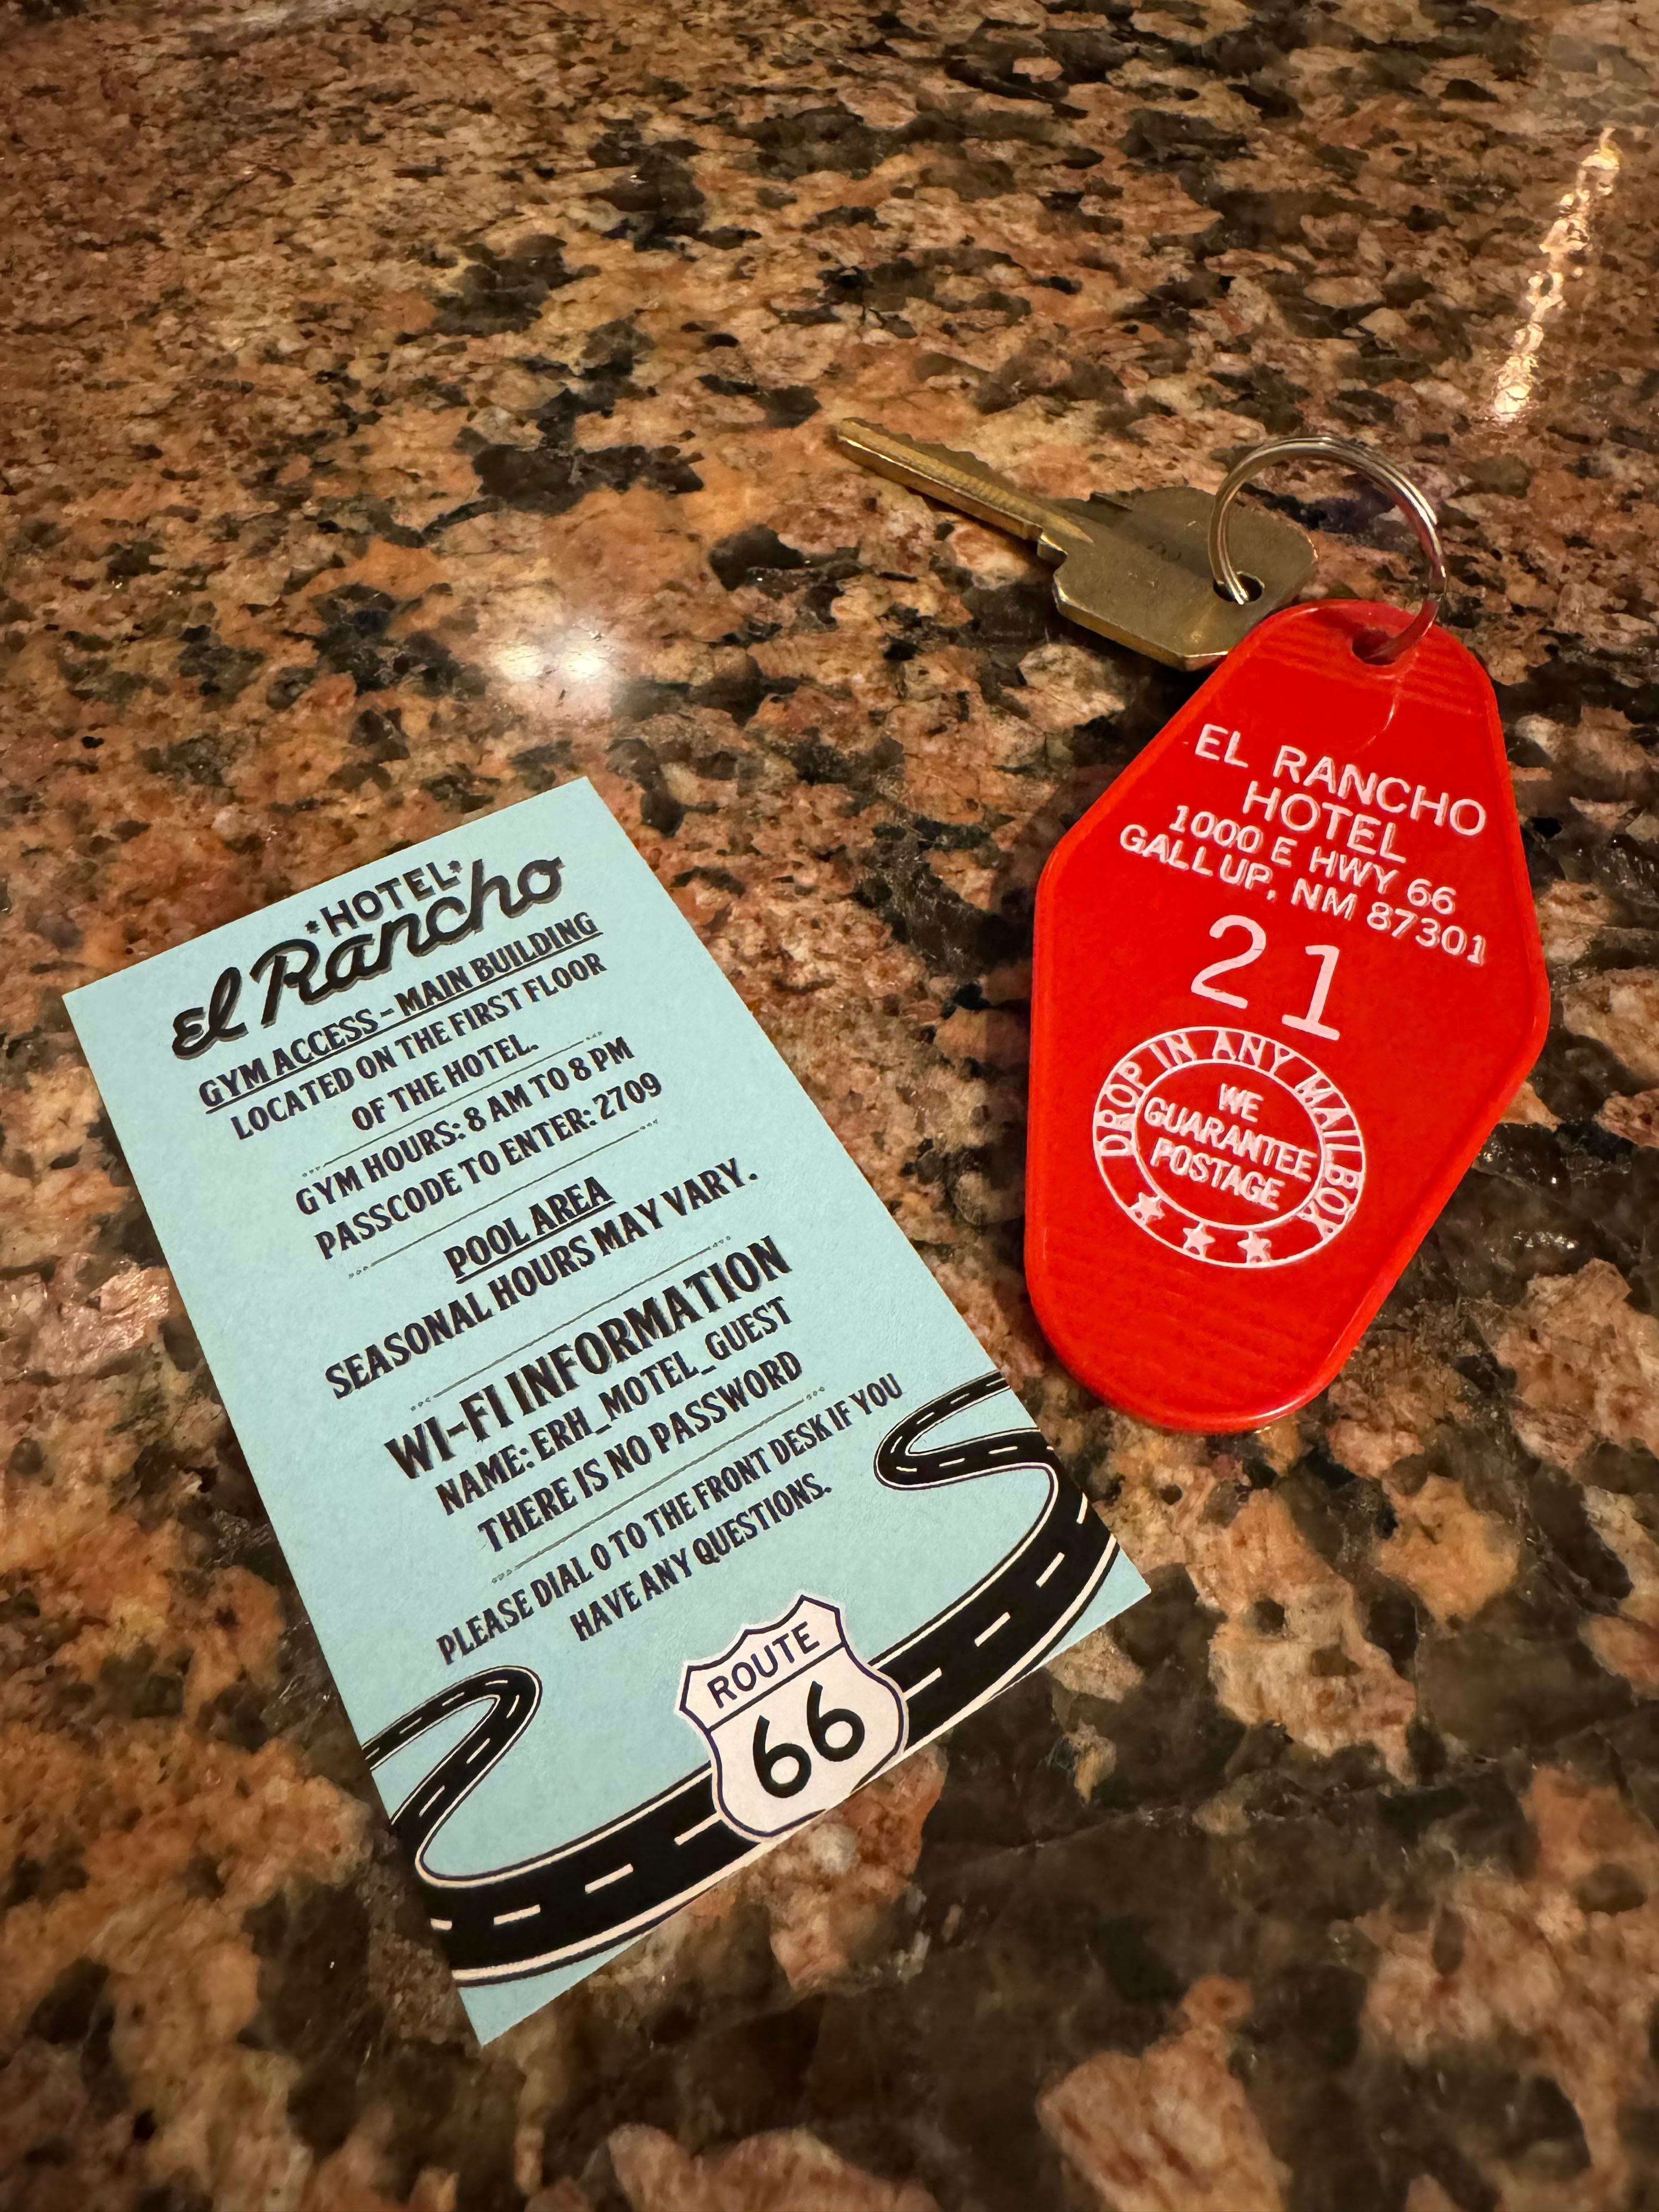 *HOTEL*
el Rancho
GYM ACCESS - MAIN BUILDING
LOCATED ON THE FIRST FLOOR
OF THE HOTEL.
GYM HOURS: 8 AM TO 8 PM
PASSCODE TO ENTER: 2709
POOL AREA
SEASONAL HOURS MAY VARY.
WI-FI INFORMATION
NAME: ERH_MOTEL_GUEST
THERE IS NO PASSWORD
PLEASE DIAL 0 TO THE FRONT DESK IF YOU
HAVE ANY QUESTIONS.
ROUTE
66
EL RANCHO
HOTEL
1000 E HWY 66
GALLUP, NM 87301
21
DROP IN ANY MAILBOX
WE
GUARANTEE
POSTAGE